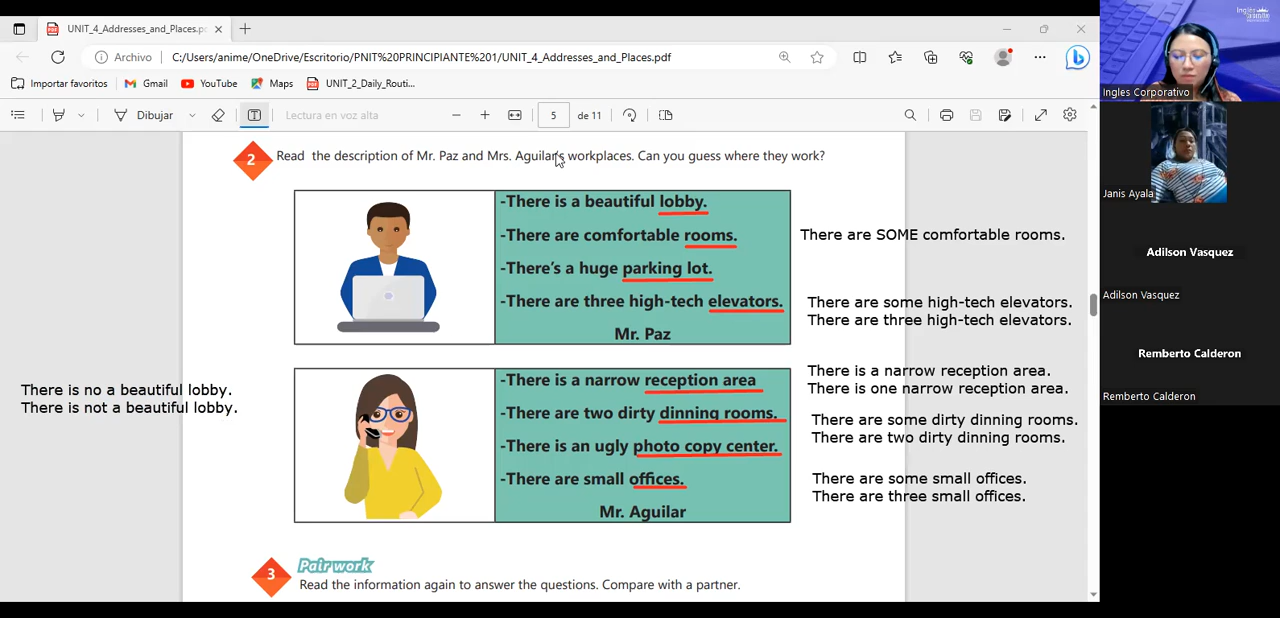 UNIT_4_Addresses_and_Places.pd
Archivo
C:/Users/anime/OneDrive/Escritorio/PNIT%20PRINCIPIANTE%201/UNIT_4_Addresses_and_Places.pdf
Importar favoritos
Gmail
YouTube
Maps
UNIT_2_Daily_Routi...
Dibujar
Lectura en voz alta
5
de 11
2
Read the description of Mr. Paz and Mrs. Aguilar's workplaces. Can you guess where they work?
-There is a beautiful lobby.
-There are comfortable rooms.
There are SOME comfortable rooms.
-There's a huge parking lot.
-There are three high-tech elevators.
There are some high-tech elevators.
There are three high-tech elevators.
Mr. Paz
There is no a beautiful lobby.
There is not a beautiful lobby.
-There is a narrow reception area
There is a narrow reception area.
There is one narrow reception area.
-There are two dirty dinning rooms.
There are some dirty dinning rooms.
There are two dirty dinning rooms.
-There is an ugly photo copy center.
-There are small offices.
There are some small offices.
There are three small offices.
Mr. Aguilar
3
Pair work
Read the information again to answer the questions. Compare with a partner.
Ingles Corporativo
Janis Ayala
Adilson Vasquez
Adilson Vasquez
Remberto Calderon
Remberto Calderon